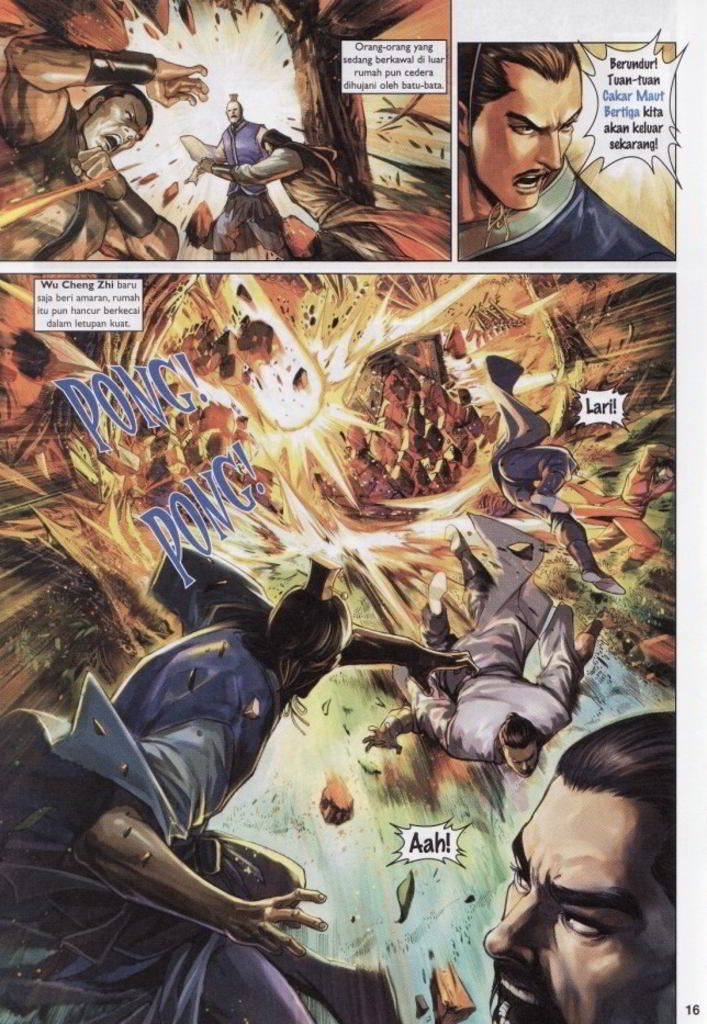 Orang-orang yang
sedang berkawal di luar
rumah pun cedera
dihujani oleh batu-bata.
Berundur!
Tuan-tuan
Cakar Maut
Bertiga kita
akan keluar
sekarang!
Wu Cheng Zhi baru
saja beri amaran, rumah
itu pun hancur berkecai
dalam letupan kuat.
PONG!
PONG!
Lari!
Aah!
16